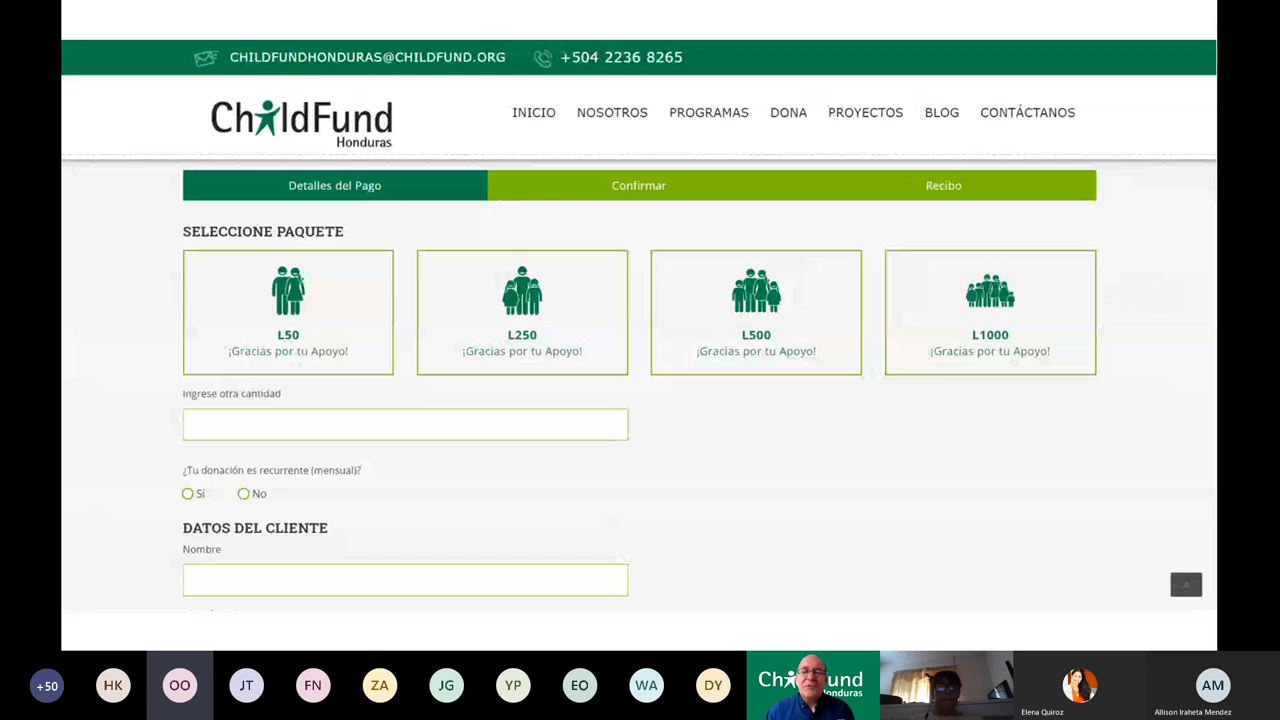 CHILDFUNDHONDURAS@CHILDFUND.ORG +504 2236 8265
ChildFund
Honduras
INICIO NOSOTROS PROGRAMAS DONA PROYECTOS BLOG CONTÁCTANOS
Detalles del Pago Confirmar Recibo
SELECCIONE PAQUETE
L50 L250 L500 L1000
¡Gracias por tu Apoyo! ¡Gracias por tu Apoyo! ¡Gracias por tu Apoyo! ¡Gracias por tu Apoyo!
Ingrese otra cantidad
¿Tu donación es recurrente (mensual)?
Si No
DATOS DEL CLIENTE
Nombre
+50 HK OO JT FN ZA JG YP EO WA DY AM
ChildFund
Honduras
Elena Quiroz Allison Iraheta Mendez